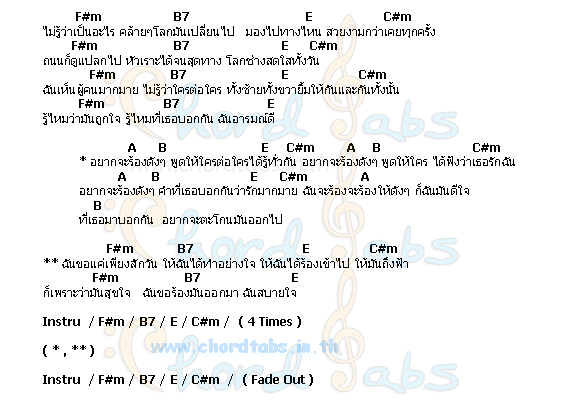 F#m B7 E C#m
ไม่รู้ว่าเป็นอะไร คล้ายๆโลกมันเปลี่ยนไป มองไปทางไหน สวยงามกว่าเคยทุกครั้ง
F#m B7 E C#m
ถนนก็ดูแปลกไป หัวเราะได้จนสุดทาง โลกช่างสดใสทั้งวัน
F#m B7 E C#m
ฉันเห็นผู้คนมากมาย ไม่รู้ว่าใครต่อใคร ทั้งซ้ายทั้งขวายิ้มให้กันและกันทั้งนั้น
F#m B7 E
รู้ไหมว่ามันถูกใจ รู้ไหมที่เธอบอกกัน ฉันอารมณ์ดี
A B E C#m A B C#m
* อยากจะร้องดังๆ พูดให้ใครต่อใครได้รู้ทั่วกัน อยากจะร้องดังๆ พูดให้ใคร ได้ฟังว่าเธอรักฉัน
A B E C#m A
อยากจะร้องดังๆ คำที่เธอบอกกันว่ารักมากมาย ฉันจะร้องจะร้องให้ดังๆ ก็ฉันมันดีใจ
B
ที่เธอมาบอกกัน อยากจะตะโกนมันออกไป
F#m B7 E C#m
** ฉันขอแค่เพียงสักวัน ให้ฉันได้ทำอย่างใจ ให้ฉันได้ร้องเข้าไป ให้มันถึงฟ้า
F#m B7 E
ก็เพราะว่ามันสุขใจ ฉันขอร้องมันออกมา ฉันสบายใจ
Instru / F#m / B7 / E / C#m / ( 4 Times )
www.chordtabs.in.th
( * , ** )
Instru / F#m / B7 / E / C#m / ( Fade Out )